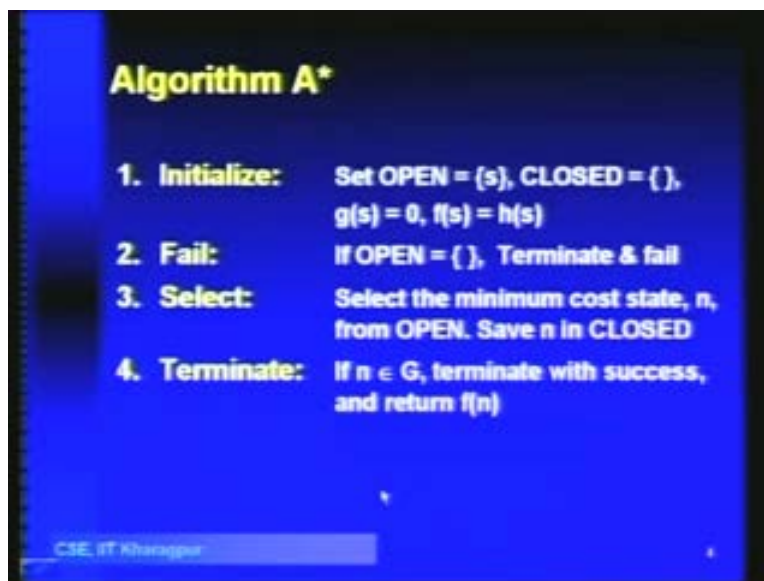 Algorithm A*
1. Initialize: Set OPEN = {s}, CLOSED = { },
g(s) = 0, f(s) = h(s)
2. Fail: If OPEN = { }, Terminate & fail
3. Select: Select the minimum cost state, n,
from OPEN. Save n in CLOSED
4. Terminate: If n ∈ G, terminate with success,
and return f(n)
CSE, IIT Kharagpur